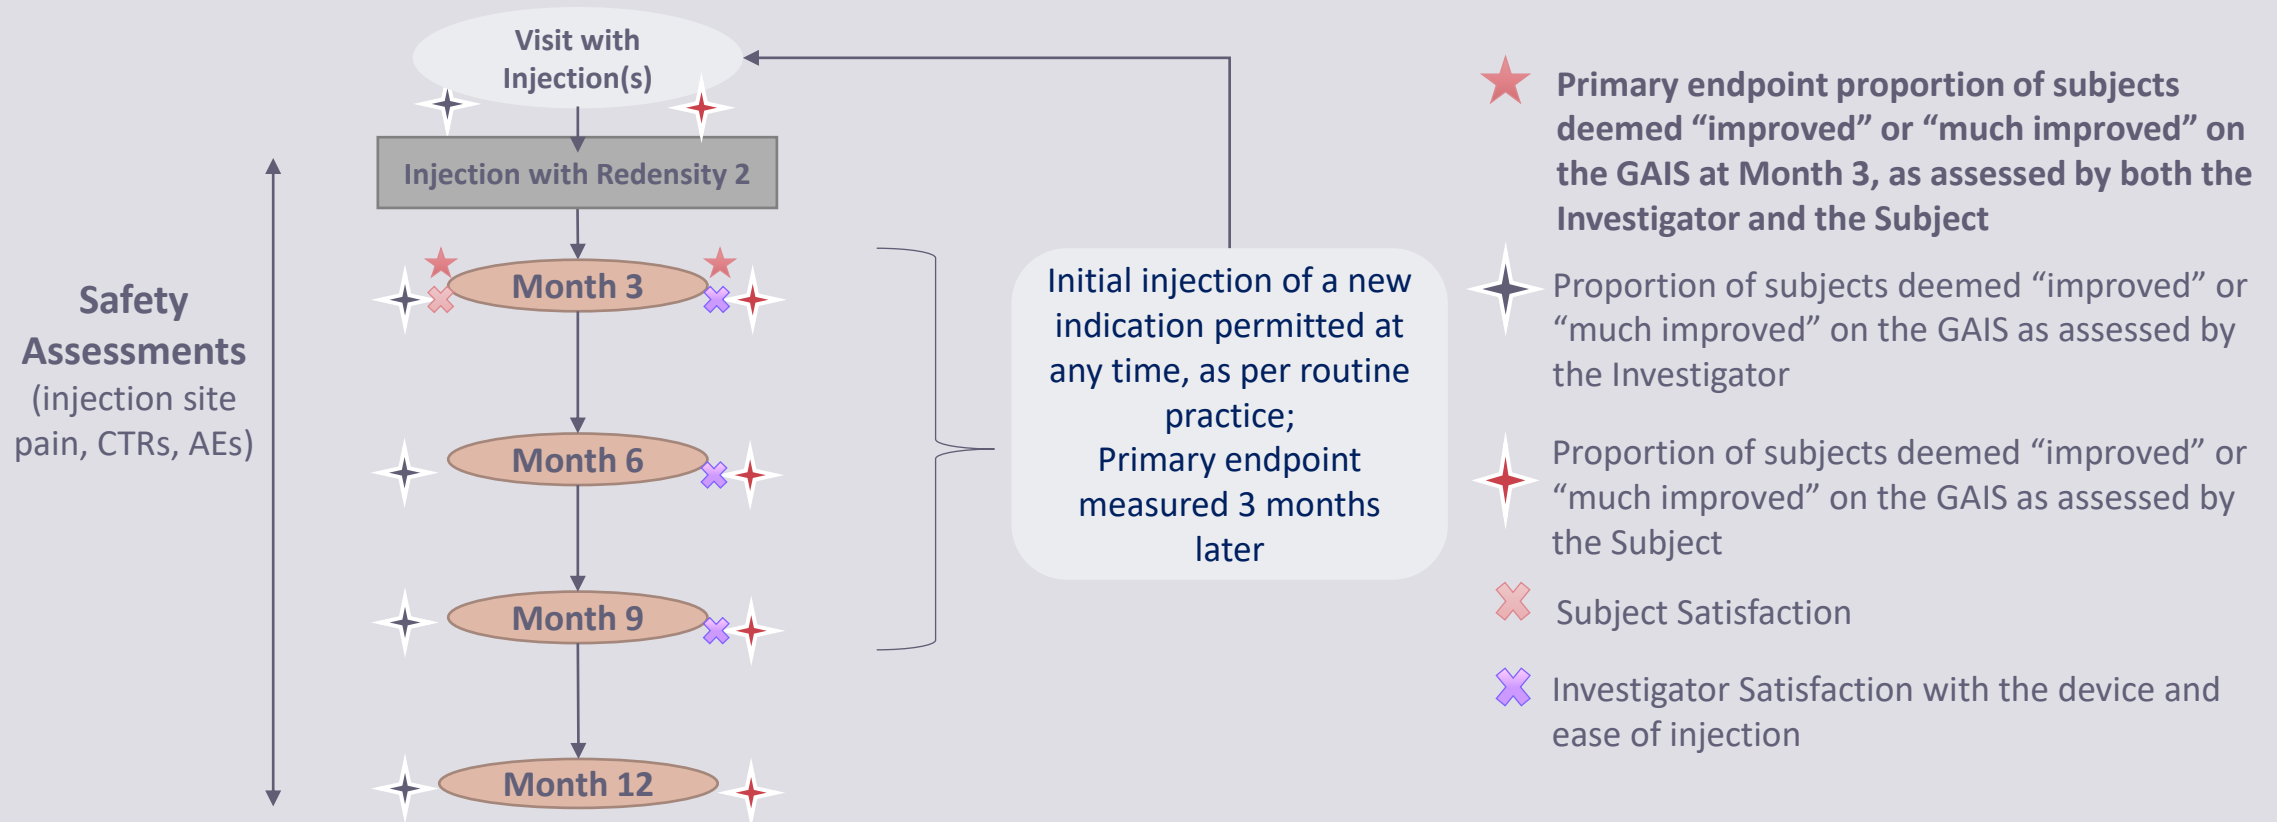 Visit with
Injection(s)
Injection with Redensity 2
Safety
Assessments
(injection site
pain, CTRs, AEs)
Month 3
Month 6
Month 9
Month 12
Initial injection of a new
indication permitted at
any time, as per routine
practice;
Primary endpoint
measured 3 months
later
Primary endpoint proportion of subjects
deemed “improved” or “much improved” on
the GAIS at Month 3, as assessed by both the
Investigator and the Subject
Proportion of subjects deemed “improved” or
“much improved” on the GAIS as assessed by
the Investigator
Proportion of subjects deemed “improved” or
“much improved” on the GAIS as assessed by
the Subject
Subject Satisfaction
Investigator Satisfaction with the device and
ease of injection